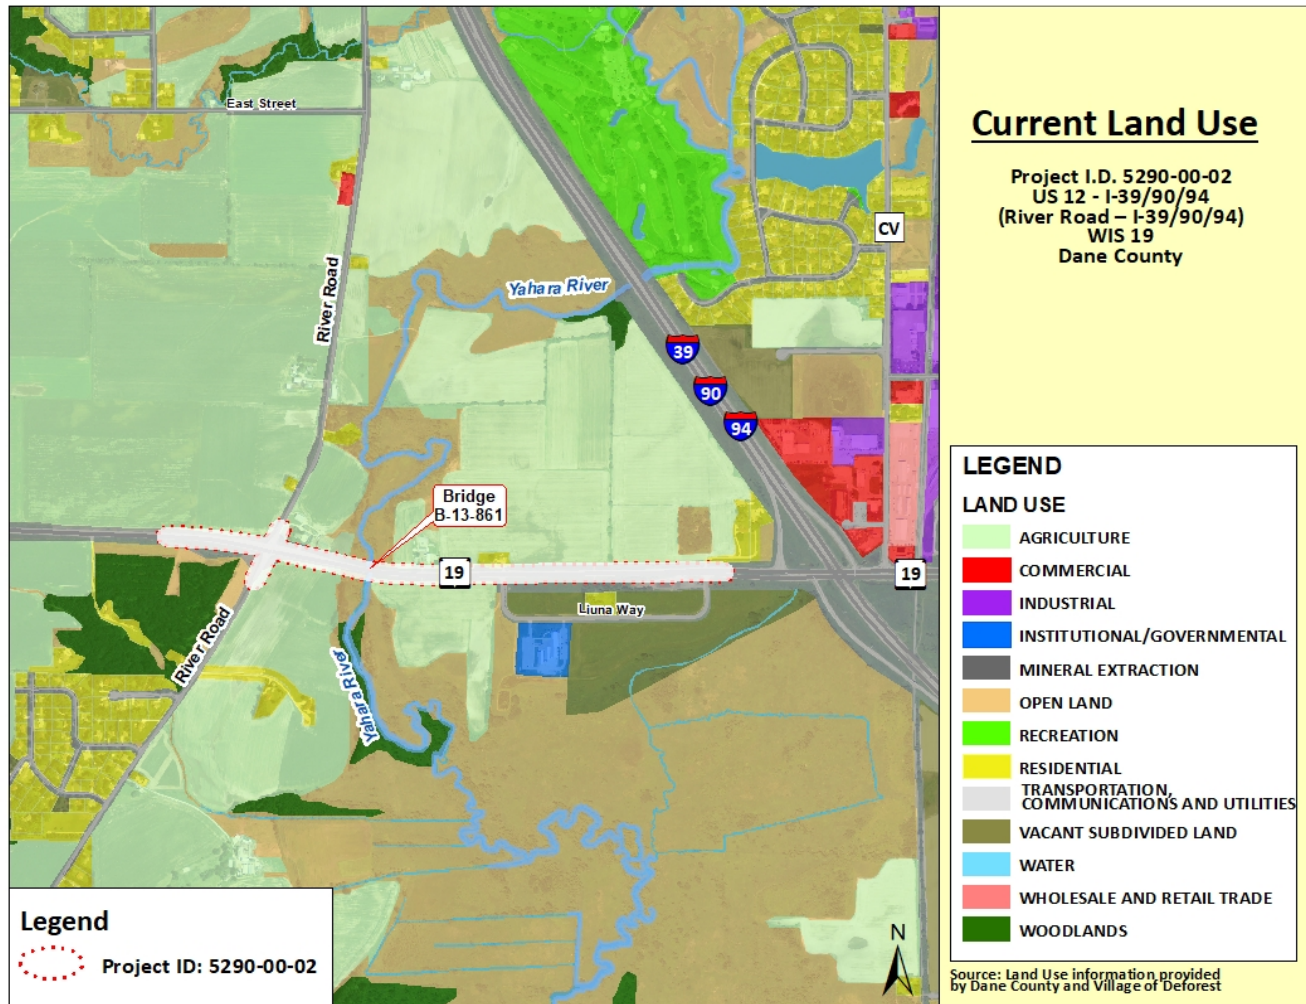 East Street
River Road
Yahara River
CV
39
90
94
Bridge
B-13-861
19
19
Liuna Way
River Road
Yahara River
Legend
Project ID: 5290-00-02
Current Land Use
Project I.D. 5290-00-02
US 12 - I-39/90/94
(River Road – I-39/90/94)
WIS 19
Dane County
LEGEND
LAND USE
AGRICULTURE
COMMERCIAL
INDUSTRIAL
INSTITUTIONAL/GOVERNMENTAL
MINERAL EXTRACTION
OPEN LAND
RECREATION
RESIDENTIAL
TRANSPORTATION,
COMMUNICATIONS AND UTILITIES
VACANT SUBDIVIDED LAND
WATER
WHOLESALE AND RETAIL TRADE
WOODLANDS
N
Source: Land Use information provided
by Dane County and Village of Deforest